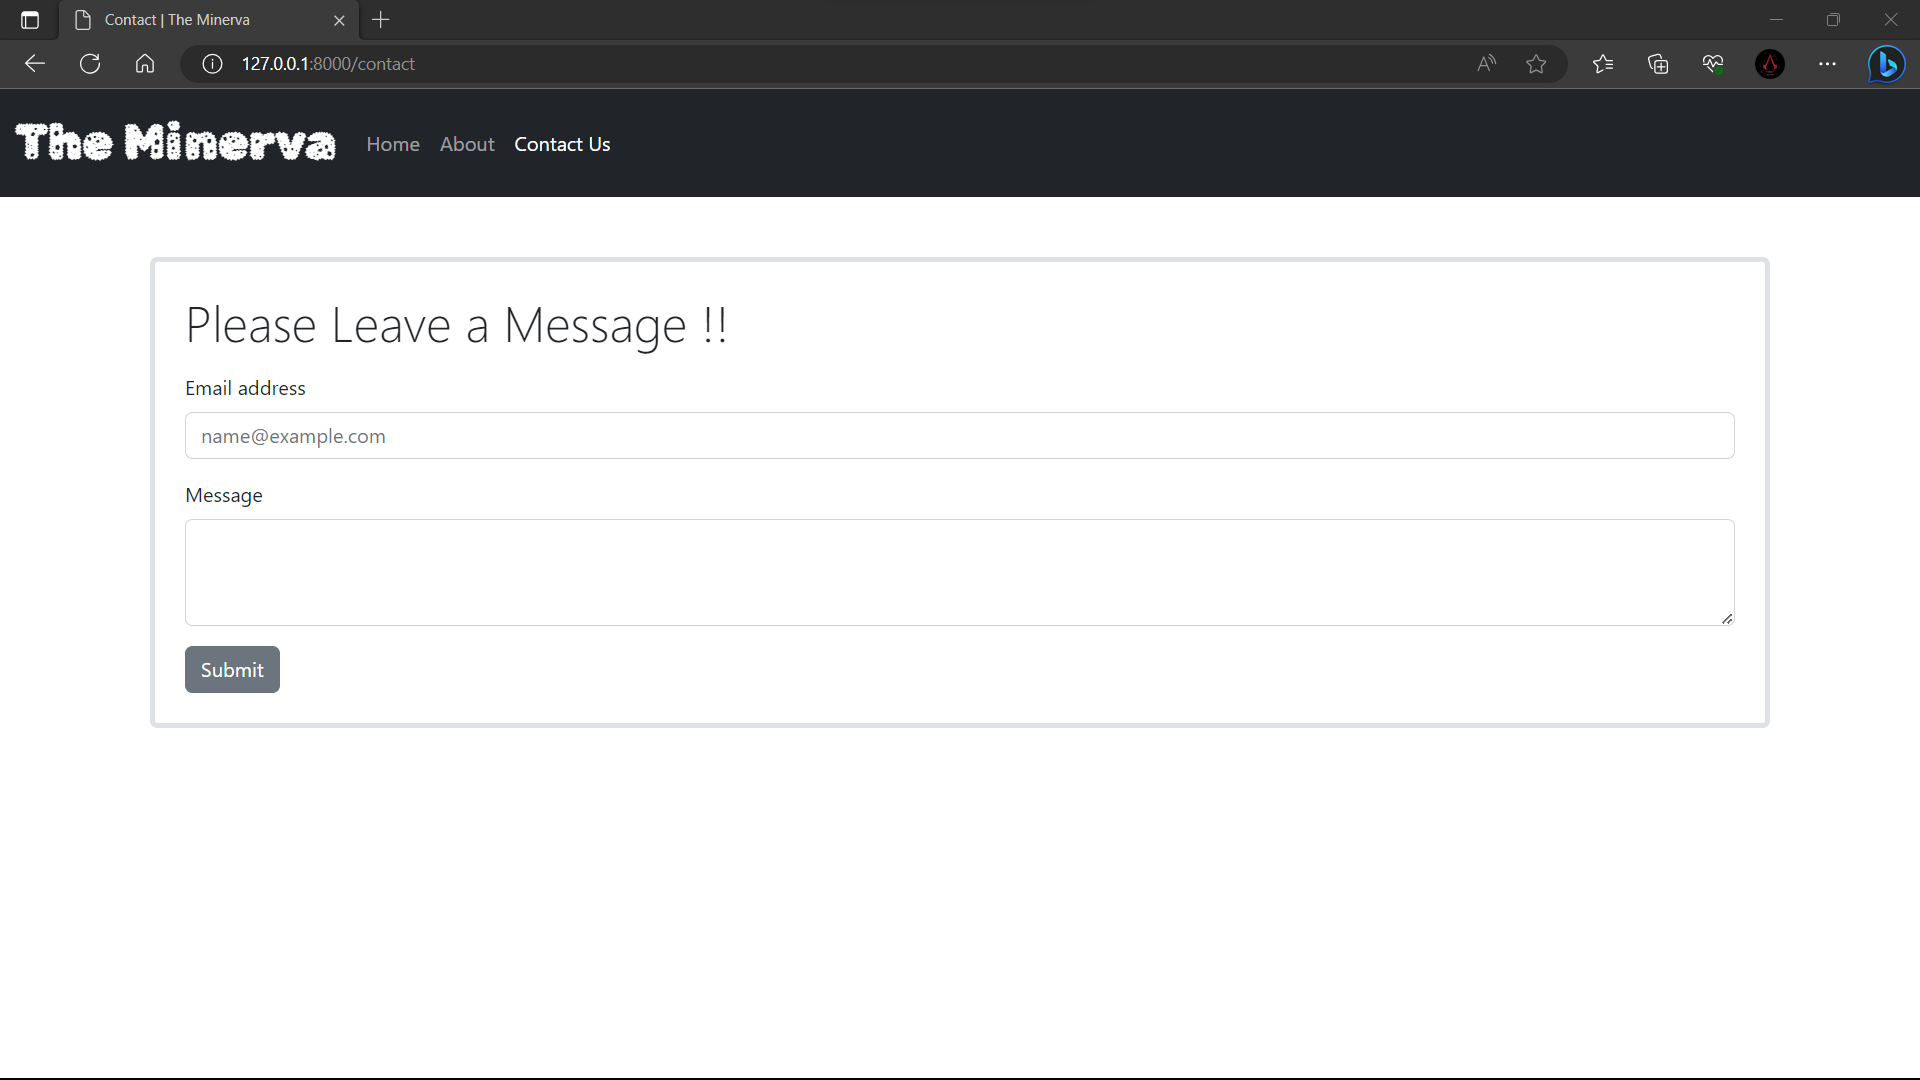 Contact | The Minerva
127.0.0.1:8000/contact
The Minerva Home About Contact Us
Please Leave a Message !!
Email address
name@example.com
Message
Submit